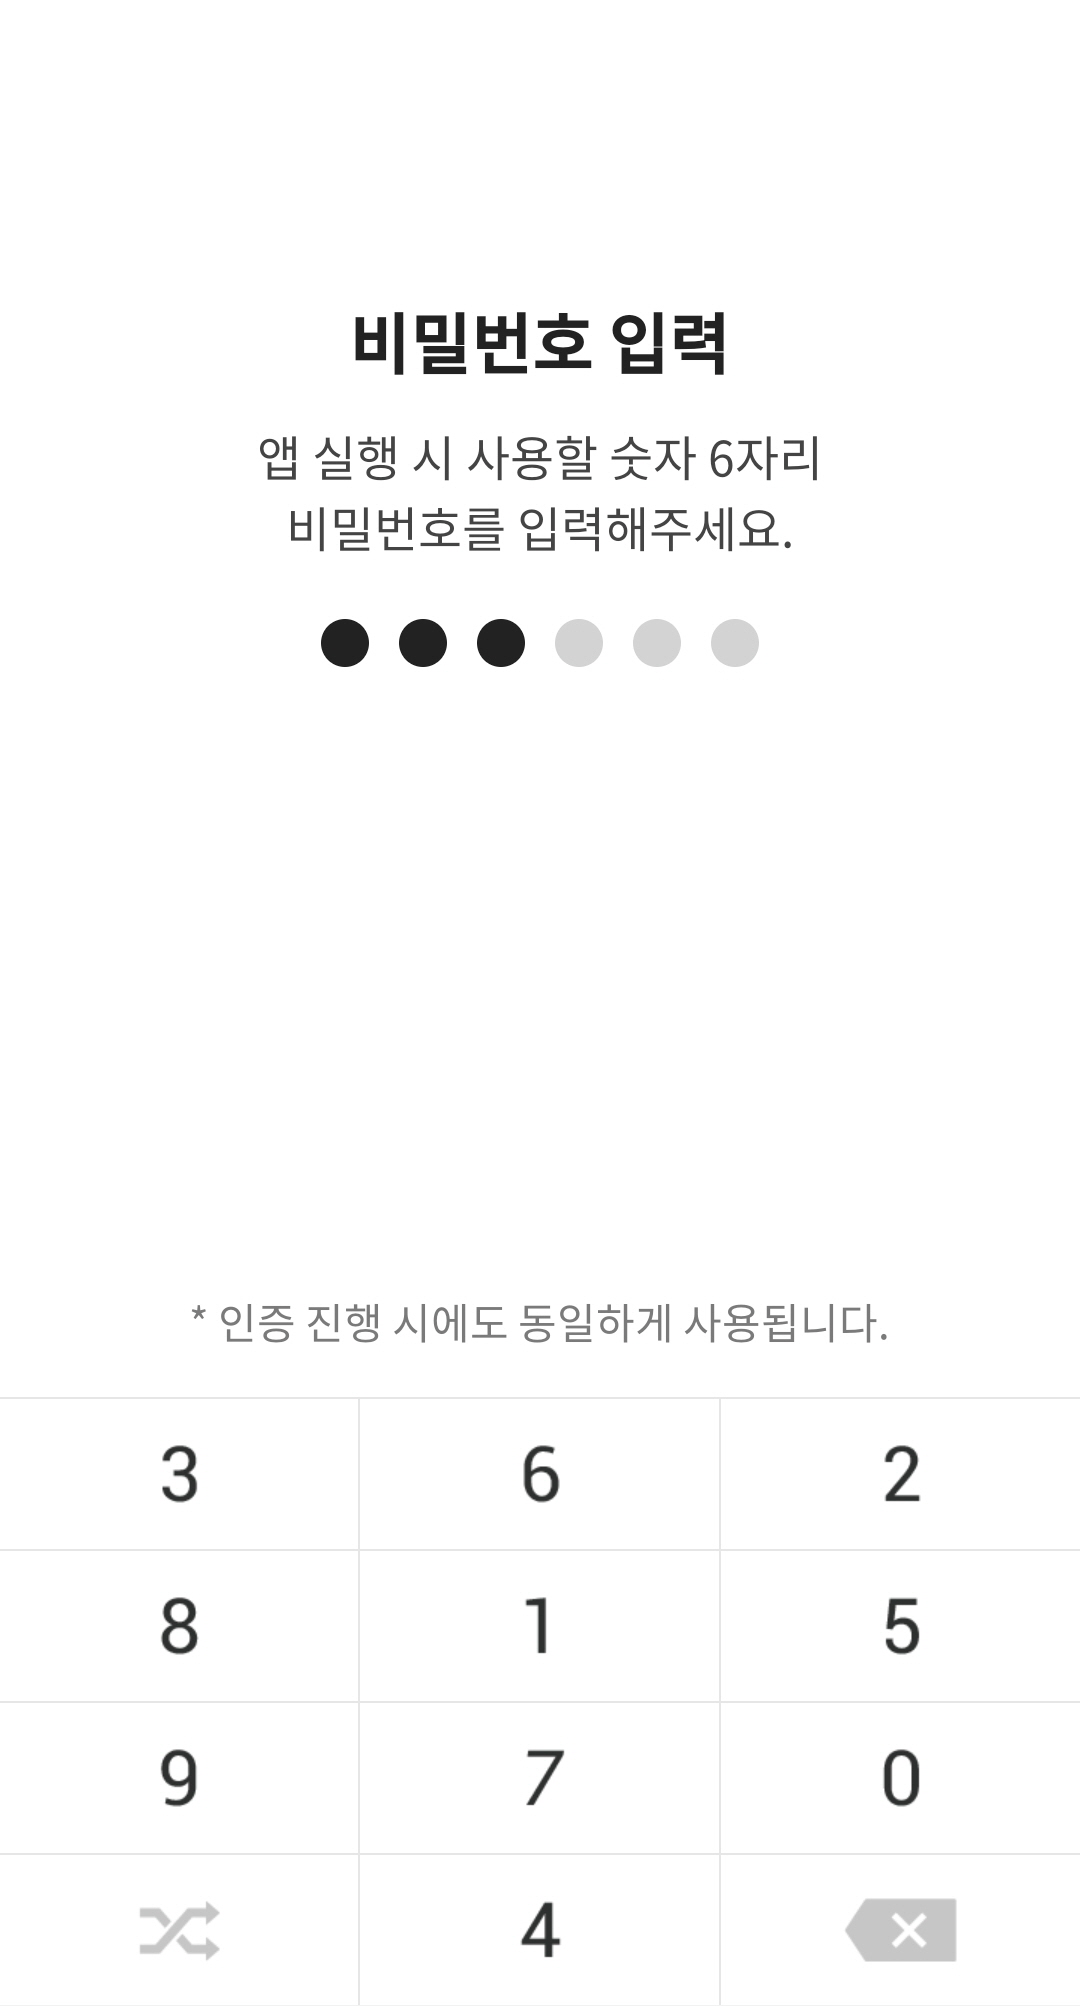 비밀번호 입력
앱 실행 시 사용할 숫자 6자리
비밀번호를 입력해주세요.
* 인증 진행 시에도 동일하게 사용됩니다.
3 6 2
8 1 5
9 7 0
4